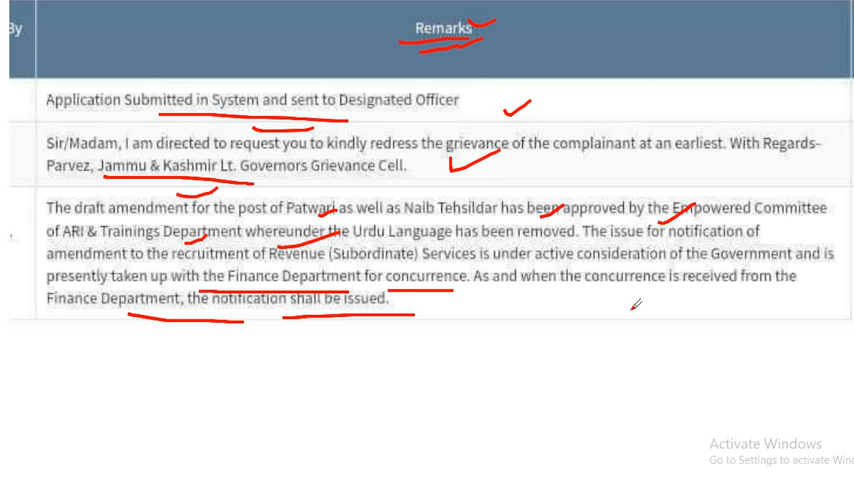 By
Remarks
Application Submitted in System and sent to Designated Officer
Sir/Madam, I am directed to request you to kindly redress the grievance of the complainant at an earliest. With Regards-
Parvez, Jammu & Kashmir Lt. Governors Grievance Cell.
The draft amendment for the post of Patwari as well as Naib Tehsildar has been approved by the Empowered Committee
of ARI & Trainings Department whereunder the Urdu Language has been removed. The issue for notification of
amendment to the recruitment of Revenue (Subordinate) Services is under active consideration of the Government and is
presently taken up with the Finance Department for concurrence. As and when the concurrence is received from the
Finance Department, the notification shall be issued.
Activate Windows
Go to Settings to activate Win